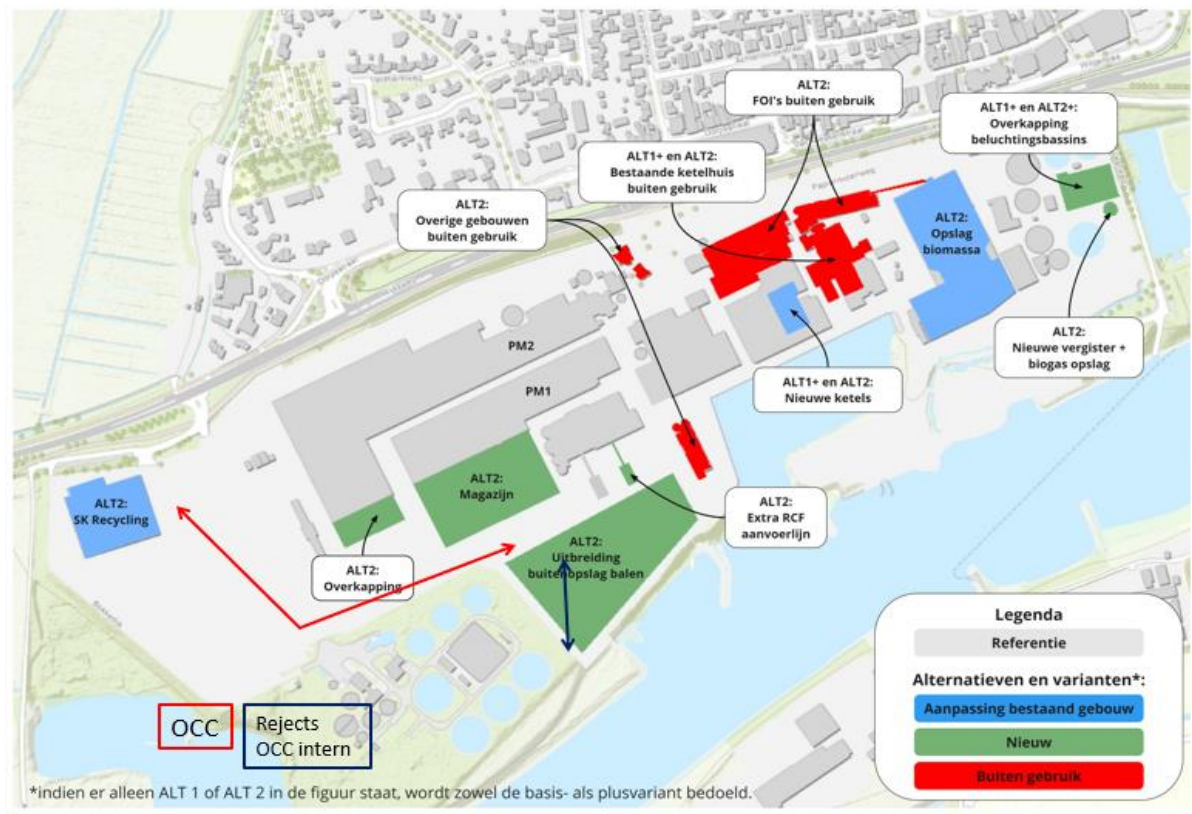 ALT2:
FOI's buiten gebruik
ALT1+ en ALT2+:
Overkapping
beluchtingsbassins
ALT1+ en ALT2:
Bestaande ketelhuis
buiten gebruik
ALT2:
Overige gebouwen
buiten gebruik
ALT2:
Opslag
biomassa
ALT2:
Nieuwe vergister +
biogas opslag
PM2
PM1
ALT1+ en ALT2:
Nieuwe ketels
ALT2:
Magazijn
ALT2:
SK Recycling
ALT2:
Extra RCF
aanvoerlijn
ALT2:
Uitbreiding
buitenopslag balen
ALT2:
Overkapping
Legenda
Referentie
Alternatieven en varianten*:
Aanpassing bestaand gebouw
Nieuw
Buiten gebruik
OCC
Rejects
OCC intern
*indien er alleen ALT 1 of ALT 2 in de figuur staat, wordt zowel de basis- als plusvariant bedoeld.